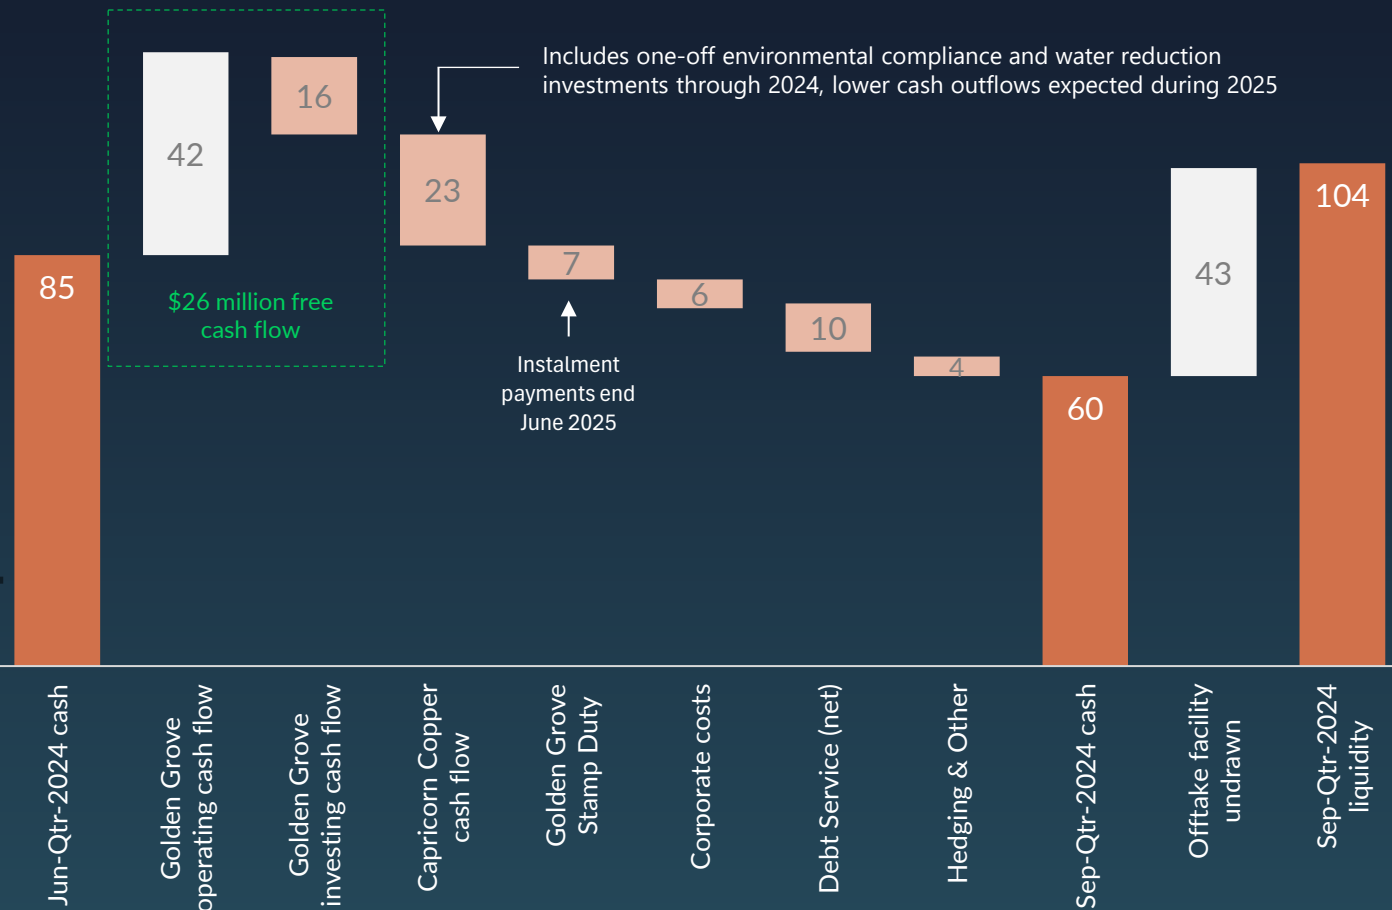 Includes one-off environmental compliance and water reduction
investments through 2024, lower cash outflows expected during 2025
85
42
16
$26 million free
cash flow
23
7
Instalment
payments end
June 2025
6
10
4
60
43
104
Jun-Qtr-2024 cash
Golden Grove
operating cash flow
Golden Grove
investing cash flow
Capricorn Copper
cash flow
Golden Grove
Stamp Duty
Corporate costs
Debt Service (net)
Hedging & Other
Sep-Qtr-2024 cash
Offtake facility
undrawn
Sep-Qtr-2024
liquidity